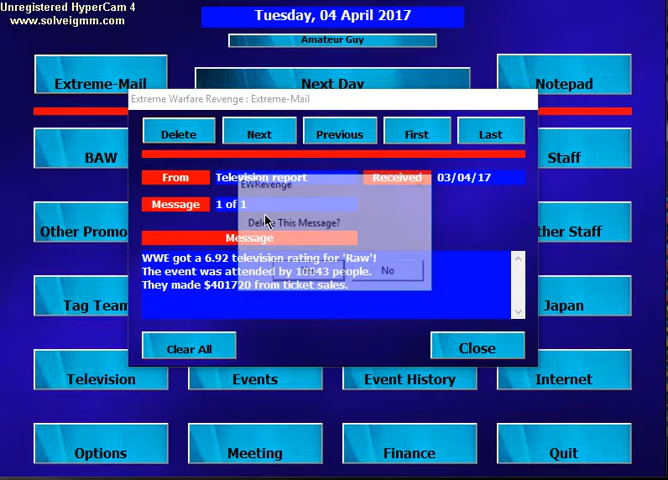 Unregistered HyperCam 4
www.solveigmm.com
Tuesday, 04 April 2017
Amateur Guy
Extreme-Mail
Next Day
Notepad
Extreme Warfare Revenge : Extreme-Mail
Delete
Next
Previous
First
Last
BAW
Staff
From
Television report
Received
03/04/17
EWRevenge
Message
1 of 1
Delete This Message?
Other Promo
ther Staff
Message
WWE got a 6.92 television rating for 'Raw'!
The event was attended by 10043 people.
They made $401720 from ticket sales.
No
Tag Team
Japan
Clear All
Close
Television
Events
Event History
Internet
Options
Meeting
Finance
Quit